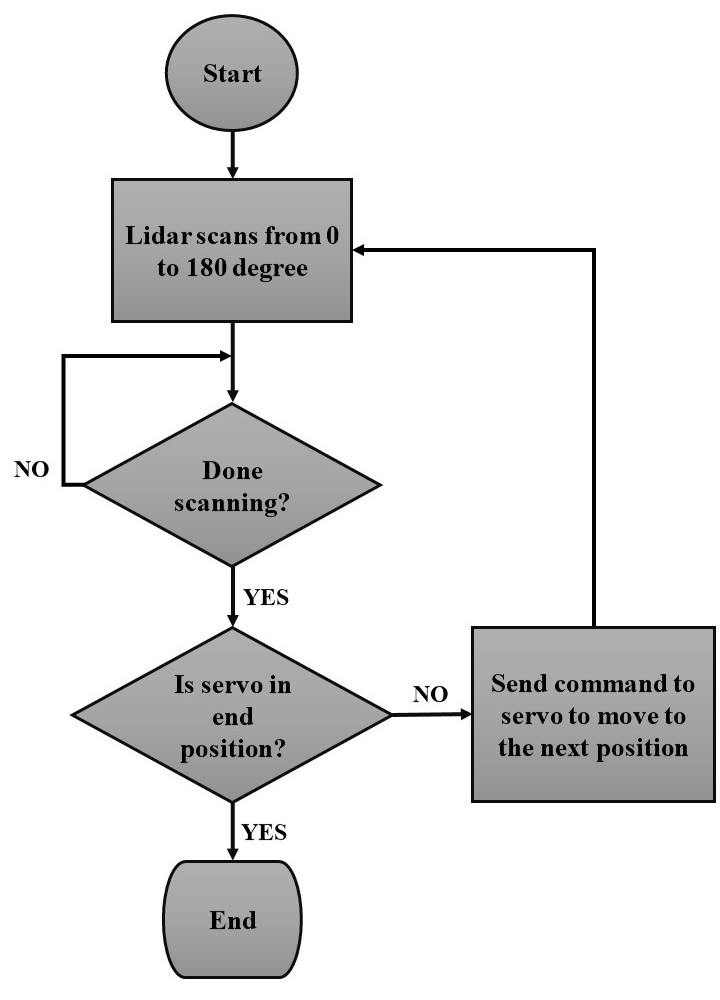 Start
Lidar scans from 0
to 180 degree
Done
scanning?
NO
YES
Is servo in
end
position?
NO
Send command to
servo to move to
the next position
YES
End